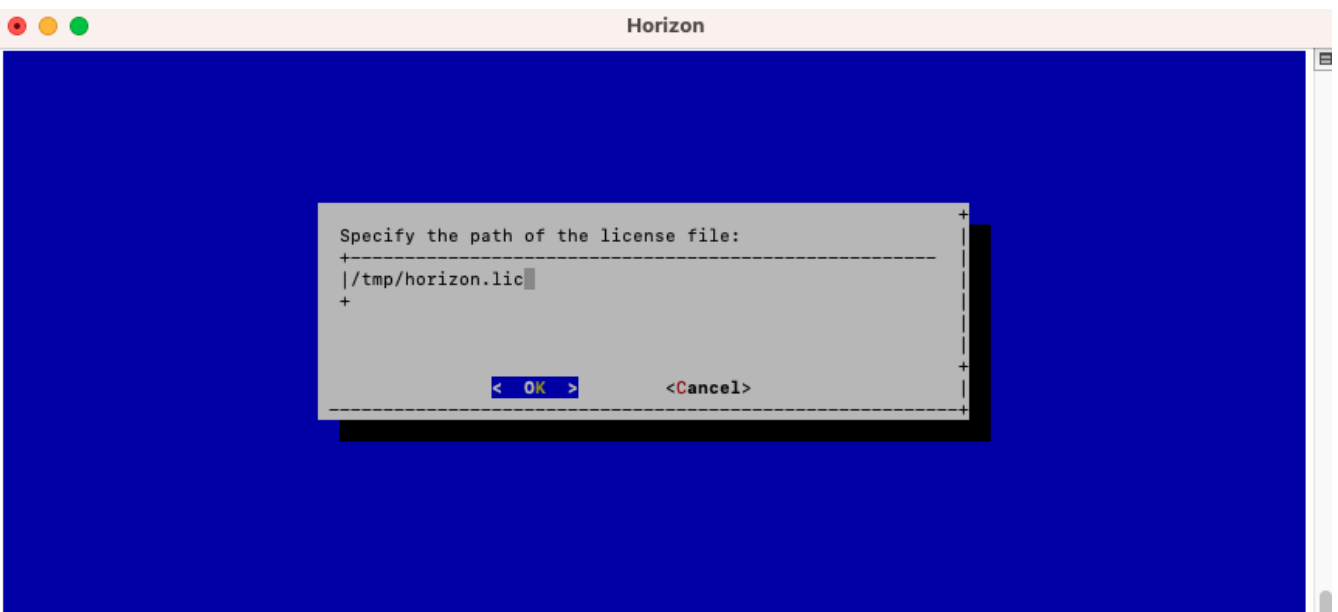 Horizon
Specify the path of the license file:
/tmp/horizon.lic
< OK > <Cancel>